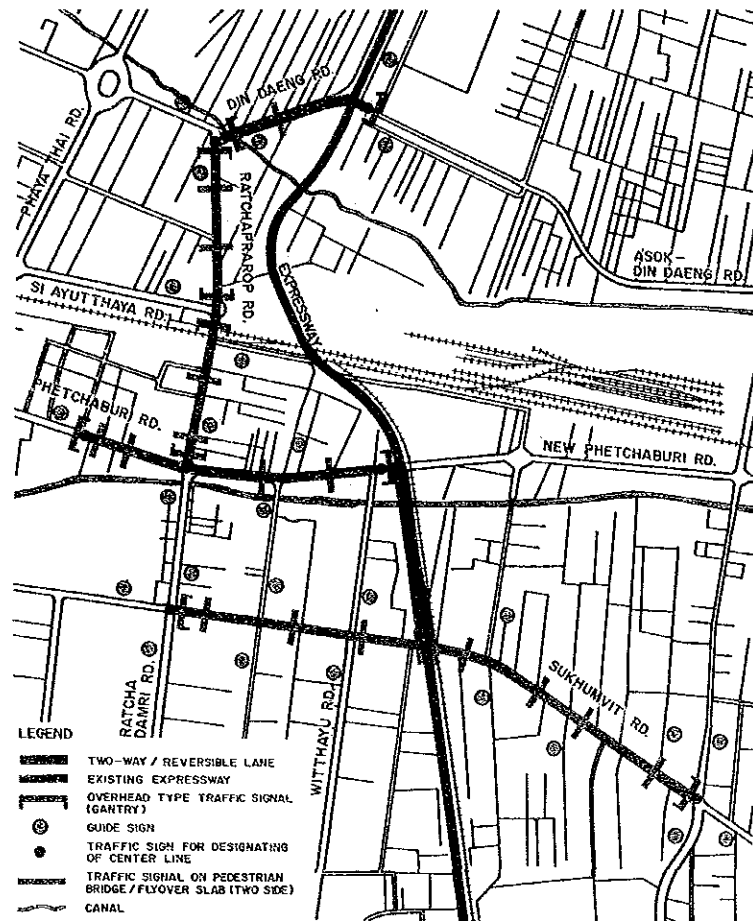 DIN DAENG RD.
PHAYA THAI RD.
RATCHAPRAROP RD.
ASOK-
DIN DAENG RD.
EXPRESSWAY
SI AYUTTHAYA RD.
PHETCHABURI RD.
NEW PHETCHABURI RD.
SUKHUMVIT RD.
RATCHA
DAMRI RD.
WITTHAYU RD.
LEGEND
TWO-WAY / REVERSIBLE LANE
EXISTING EXPRESSWAY
OVERHEAD TYPE TRAFFIC SIGNAL
(GANTRY)
GUIDE SIGN
TRAFFIC SIGN FOR DESIGNATING
OF CENTER LINE
TRAFFIC SIGNAL ON PEDESTRIAN
BRIDGE / FLYOVER SLAB (TWO SIDE)
CANAL